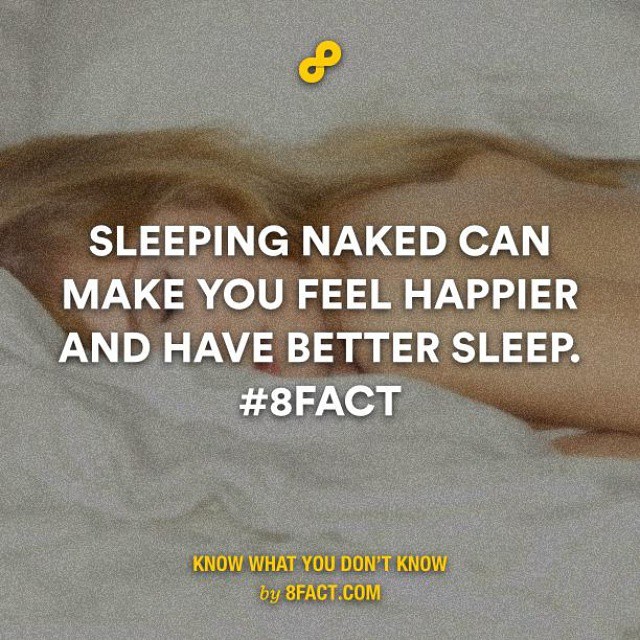 SLEEPING NAKED CAN
MAKE YOU FEEL HAPPIER
AND HAVE BETTER SLEEP.
#8FACT
KNOW WHAT YOU DON'T KNOW
by 8FACT.COM